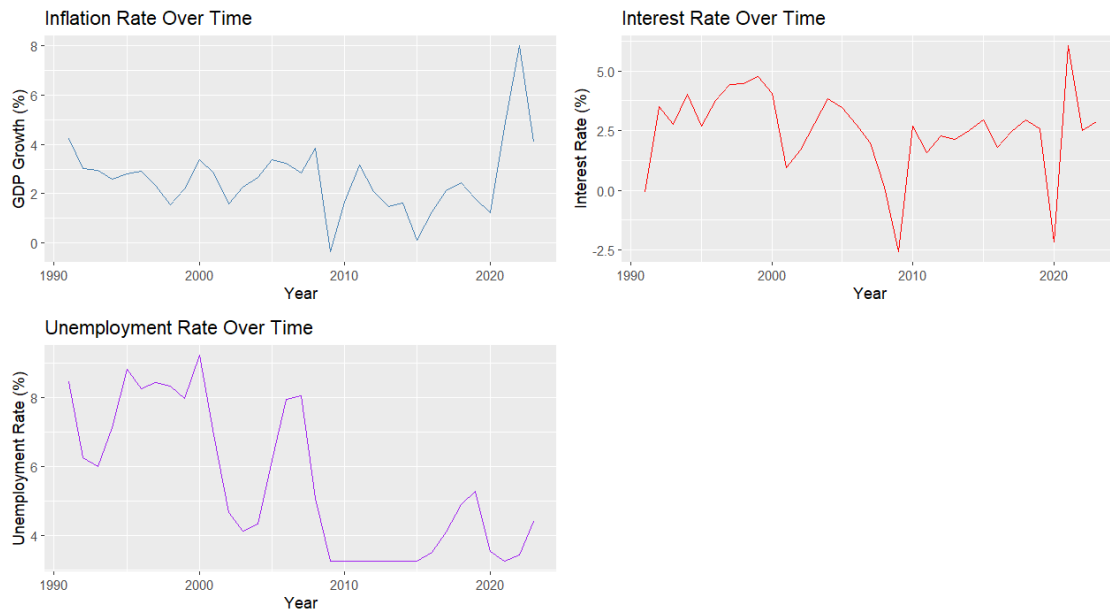 Inflation Rate Over Time
GDP Growth (%)
8
6
4
2
0
1990 2000 2010 2020
Year
Interest Rate Over Time
Interest Rate (%)
5.0
2.5
0.0
-2.5
1990 2000 2010 2020
Year
Unemployment Rate Over Time
Unemployment Rate (%)
8
6
4
1990 2000 2010 2020
Year